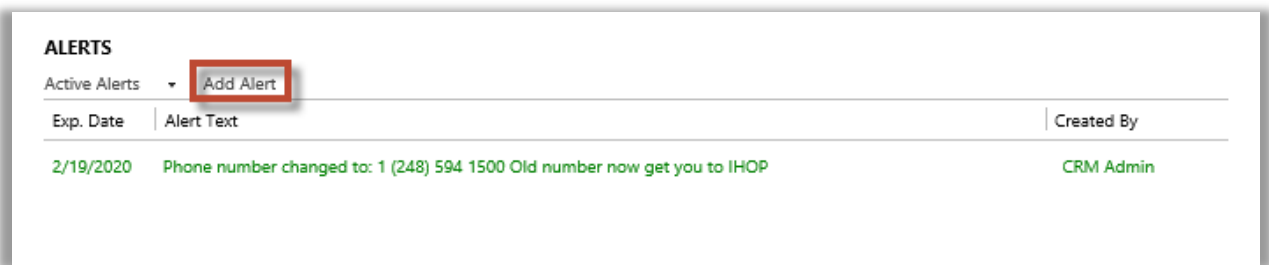 ALERTS
Active Alerts Add Alert
Exp. Date Alert Text Created By
2/19/2020 Phone number changed to: 1 (248) 594 1500 Old number now get you to IHOP CRM Admin